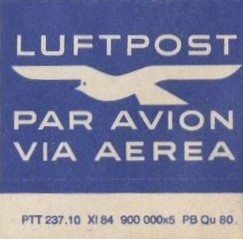 LUFTPOST
PAR AVION
VIA AEREA
PTT 237.10 XI 84 900 000x5 PB Qu 80